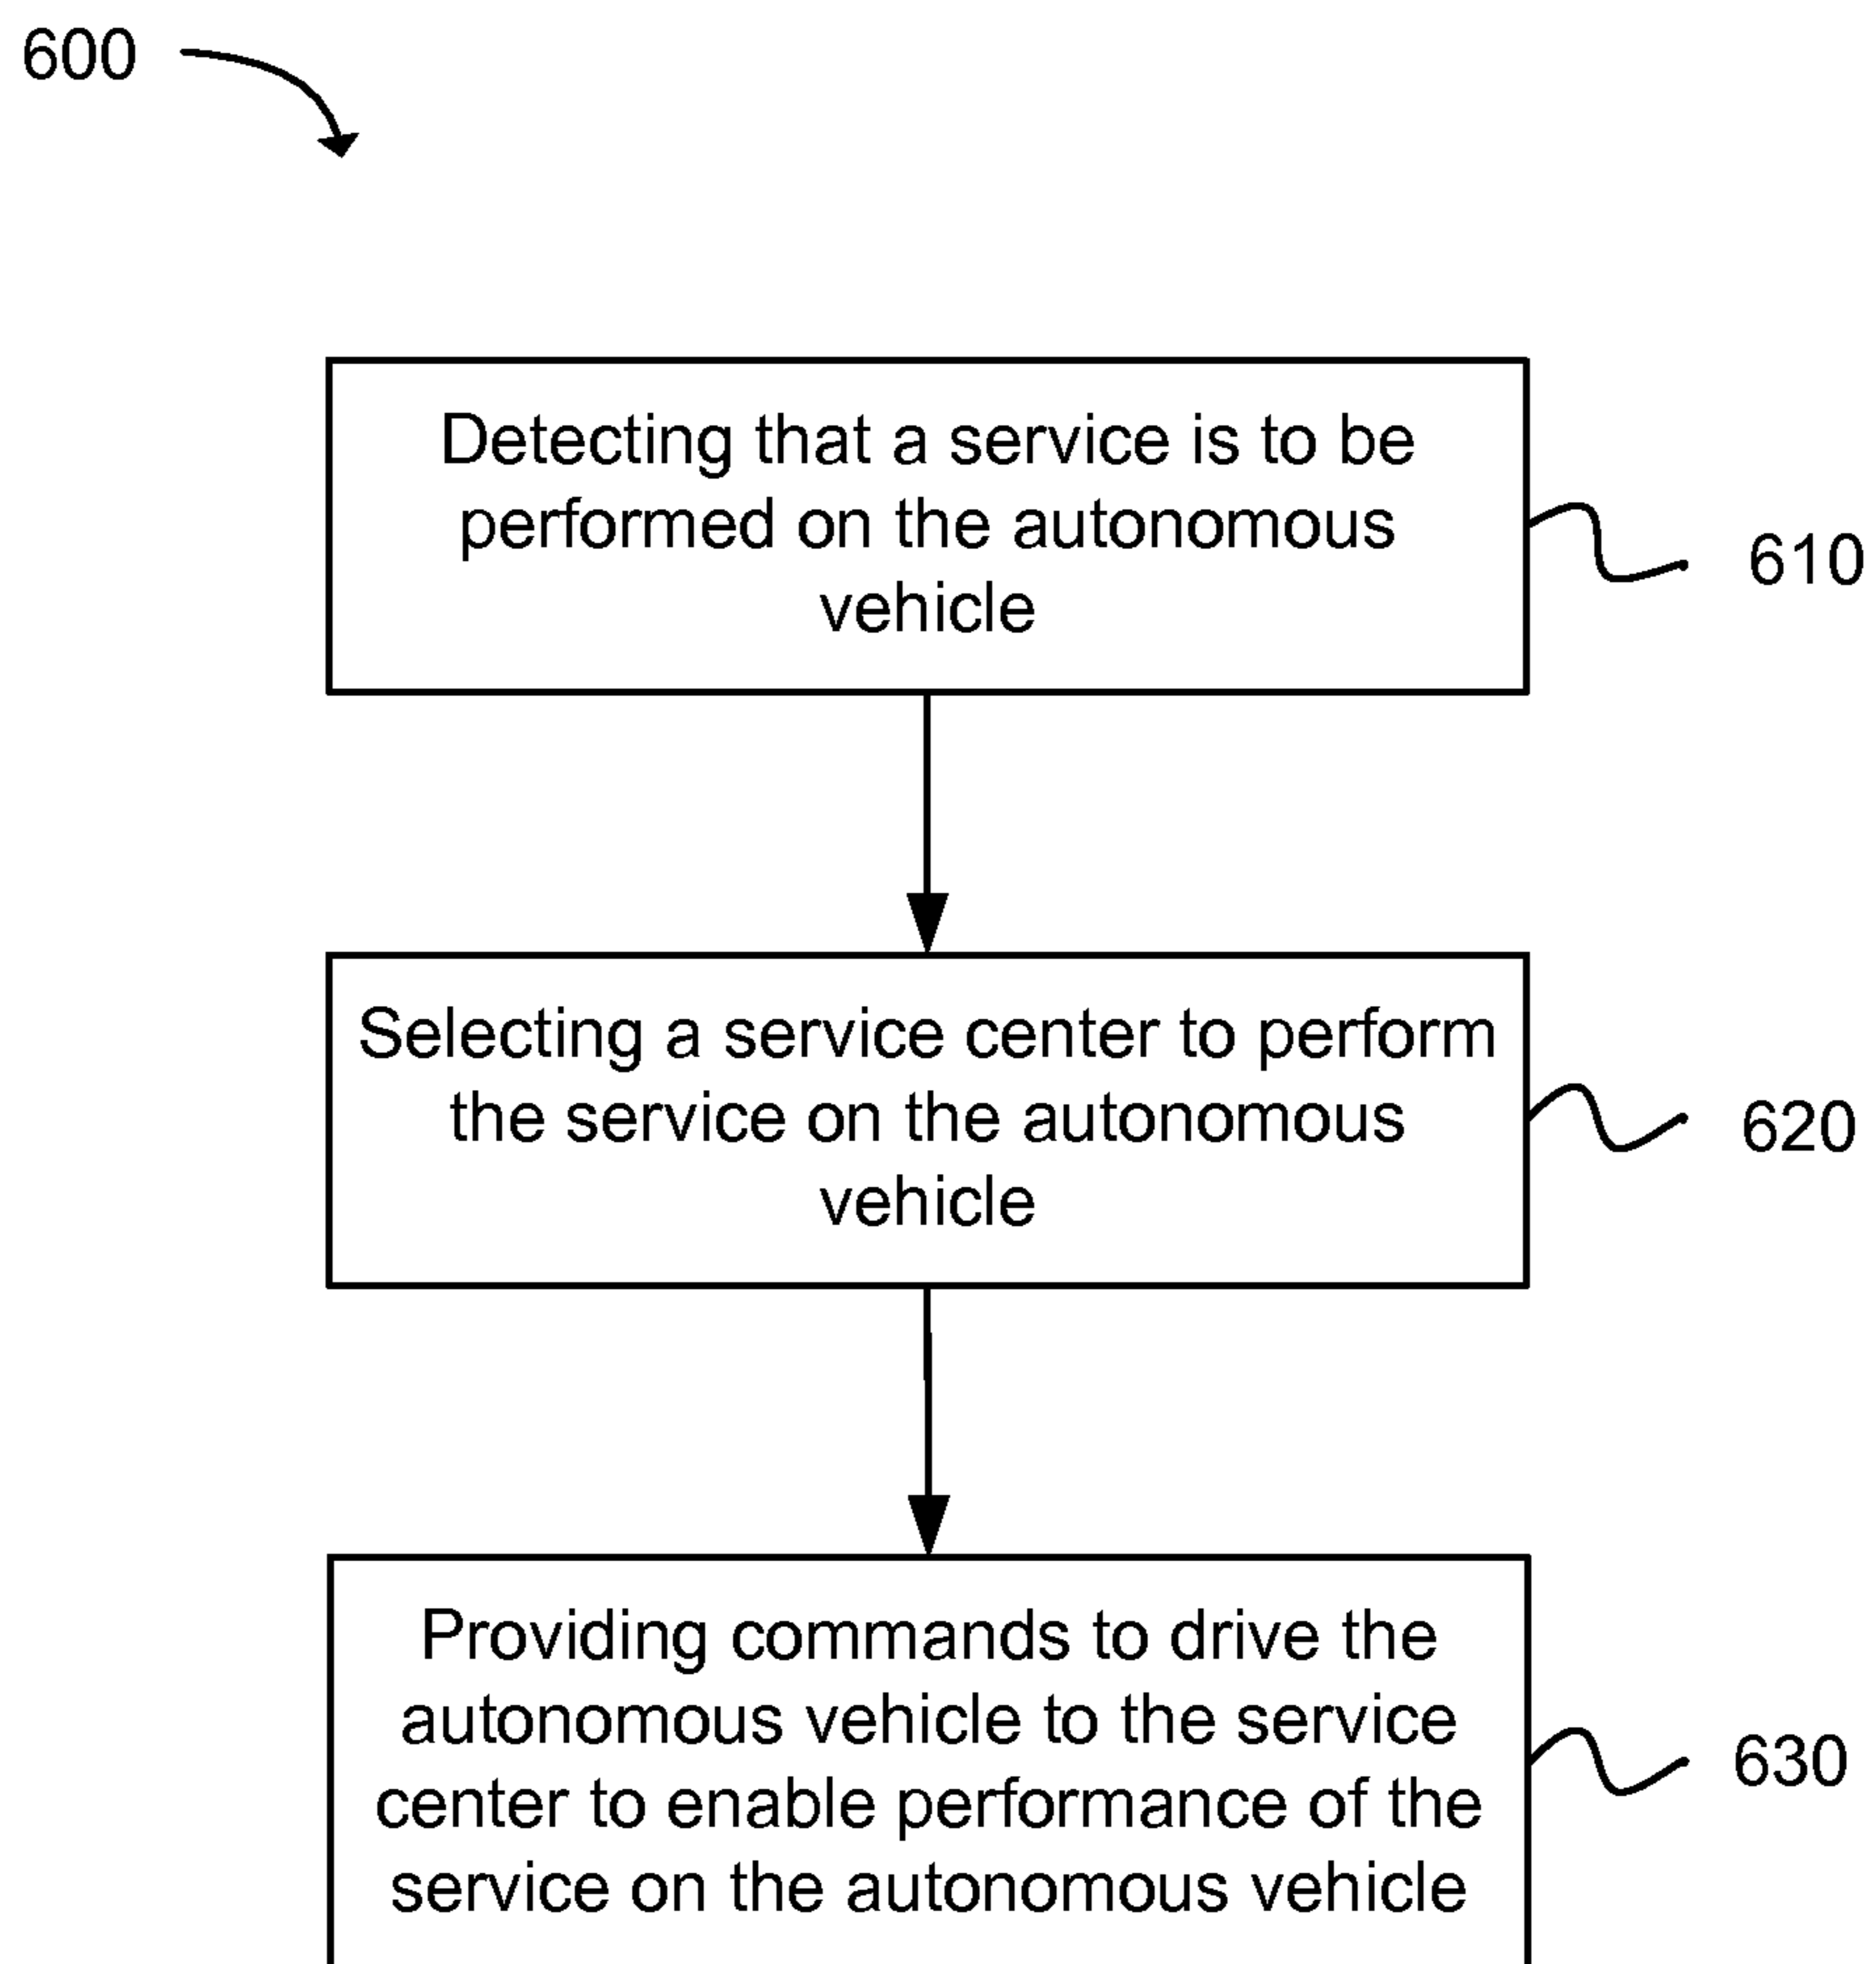 600
Detecting that a service is to be
performed on the autonomous
vehicle
610
Selecting a service center to perform
the service on the autonomous
vehicle
620
Providing commands to drive the
autonomous vehicle to the service
center to enable performance of the
service on the autonomous vehicle
630